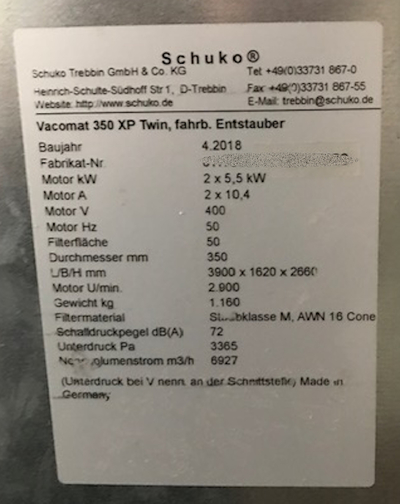 Schuko®
Schuko Trebbin GmbH & Co. KG Tel: +49(0)33731 867-0
Heinrich-Schulte-Südhoff Str 1, D-Trebbin Fax: +49(0)33731 867-55
Website: http://www.schuko.de E-Mail: trebbin@schuko.de
Vacomat 350 XP Twin, fahrb. Entstauber
Baujahr 4.2018
Fabrikat-Nr.
Motor kW 2 x 5,5 kW
Motor A 2 x 10,4
Motor V 400
Motor Hz 50
Filterfläche 50
Durchmesser mm 350
L/B/H mm 3900 x 1620 x 2660
Motor U/min. 2.900
Gewicht kg 1.160
Filtermaterial Staubklasse M, AWN 16 Cone
Schalldruckpegel dB(A) 72
Unterdruck Pa 3365
Nennvolumenstrom m3/h 6927
(Unterdruck bei V nenn. an der Schnittstelle) Made in
Germany